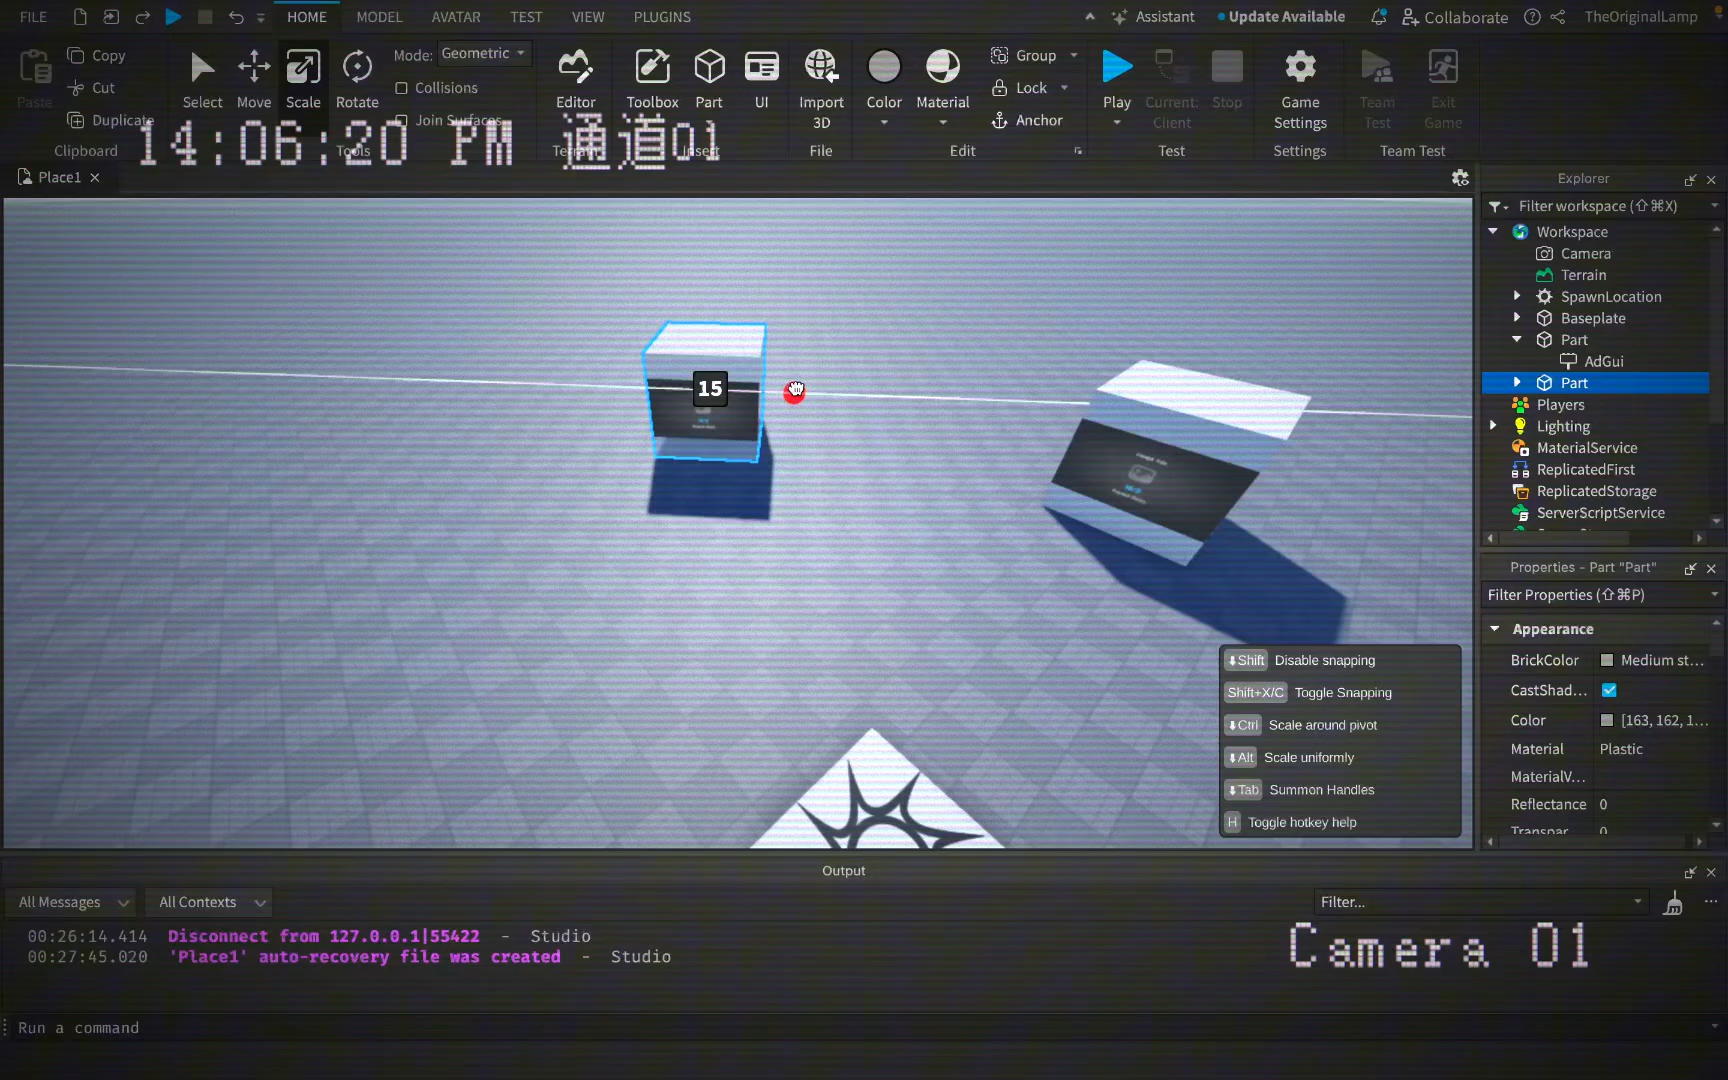 FILE HOME MODEL AVATAR TEST VIEW PLUGINS Assistant Update Available Collaborate TheOriginalLamp
Paste
Copy
Cut
Duplicate
Clipboard
Select
Move
Scale
Rotate
Mode: Geometric
Collisions
Join Surfaces
Tools
Editor
Terrain
Toolbox
Part
UI
Insert
Import
3D
File
Color
Material
Group
Lock
Anchor
Edit
Play
Current:
Client
Stop
Test
Game
Settings
Settings
Team
Test
Exit
Game
Team Test
14:06:20 PM 通道01
Place1
15
Shift Disable snapping
Shift+X/C Toggle Snapping
Ctrl Scale around pivot
Alt Scale uniformly
Tab Summon Handles
H Toggle hotkey help
Explorer
Filter workspace (⇧⌘X)
Workspace
Camera
Terrain
SpawnLocation
Baseplate
Part
AdGui
Part
Players
Lighting
MaterialService
ReplicatedFirst
ReplicatedStorage
ServerScriptService
Properties - Part "Part"
Filter Properties (⇧⌘P)
Appearance
BrickColor Medium st...
CastShad...
Color [163, 162, 1...
Material Plastic
MaterialV...
Reflectance 0
Transpar 0
Output
All Messages All Contexts Filter...
00:26:14.414 Disconnect from 127.0.0.1|55422 - Studio
00:27:45.020 'Place1' auto-recovery file was created - Studio
Camera 01
Run a command